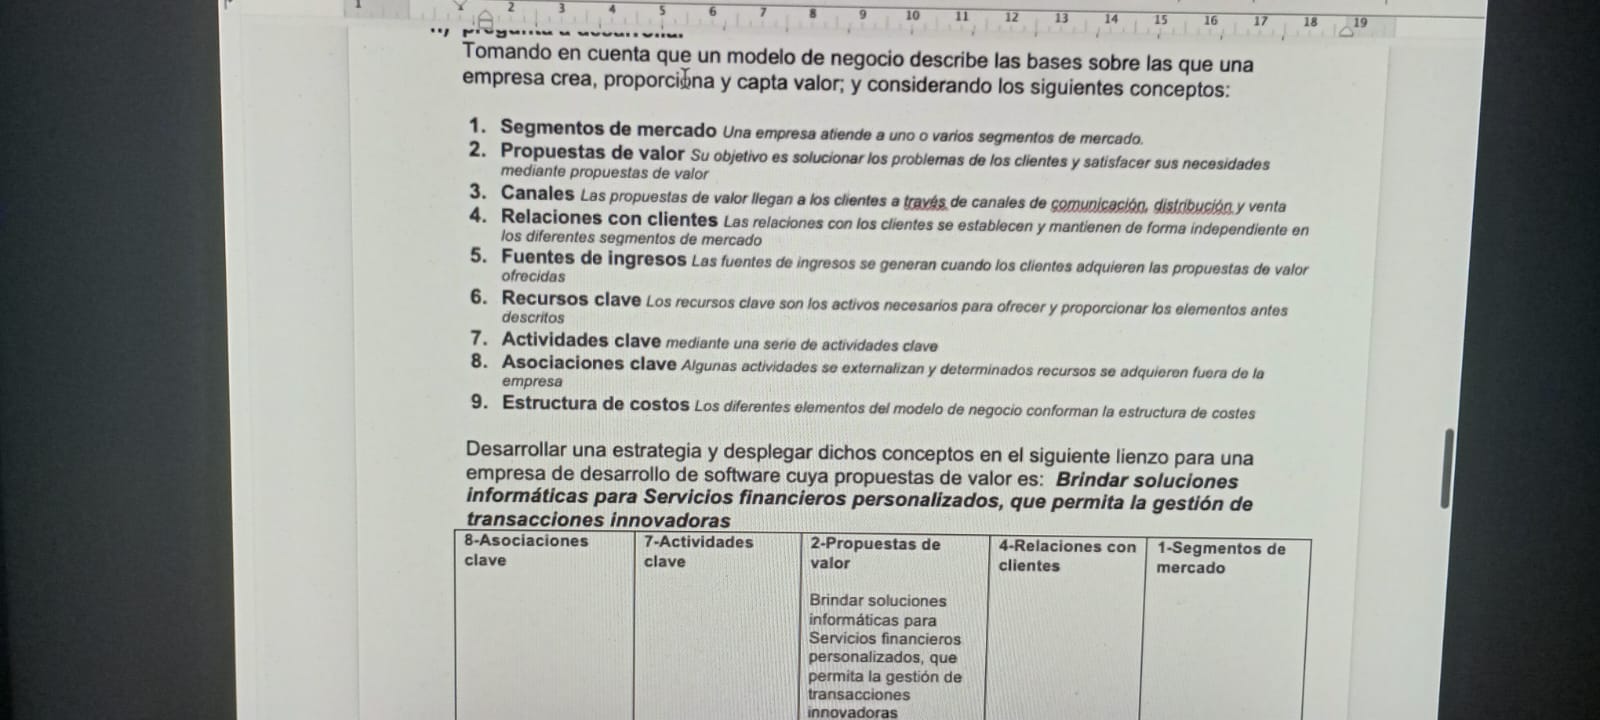 1 2 3 4 5 6 7 8 9 10 11 12 13 14 15 16 17 18 19
pregunta a desarrollar
Tomando en cuenta que un modelo de negocio describe las bases sobre las que una
empresa crea, proporciona y capta valor; y considerando los siguientes conceptos:
1. Segmentos de mercado Una empresa atiende a uno o varios segmentos de mercado.
2. Propuestas de valor Su objetivo es solucionar los problemas de los clientes y satisfacer sus necesidades
mediante propuestas de valor
3. Canales Las propuestas de valor llegan a los clientes a través de canales de comunicación, distribución y venta
4. Relaciones con clientes Las relaciones con los clientes se establecen y mantienen de forma independiente en
los diferentes segmentos de mercado
5. Fuentes de ingresos Las fuentes de ingresos se generan cuando los clientes adquieren las propuestas de valor
ofrecidas
6. Recursos clave Los recursos clave son los activos necesarios para ofrecer y proporcionar los elementos antes
descritos
7. Actividades clave mediante una serie de actividades clave
8. Asociaciones clave Algunas actividades se externalizan y determinados recursos se adquieren fuera de la
empresa
9. Estructura de costos Los diferentes elementos del modelo de negocio conforman la estructura de costes
Desarrollar una estrategia y desplegar dichos conceptos en el siguiente lienzo para una
empresa de desarrollo de software cuya propuestas de valor es: Brindar soluciones
informáticas para Servicios financieros personalizados, que permita la gestión de
transacciones innovadoras
8-Asociaciones
clave
7-Actividades
clave
2-Propuestas de
valor
Brindar soluciones
informáticas para
Servicios financieros
personalizados, que
permita la gestión de
transacciones
innovadoras
4-Relaciones con
clientes
1-Segmentos de
mercado